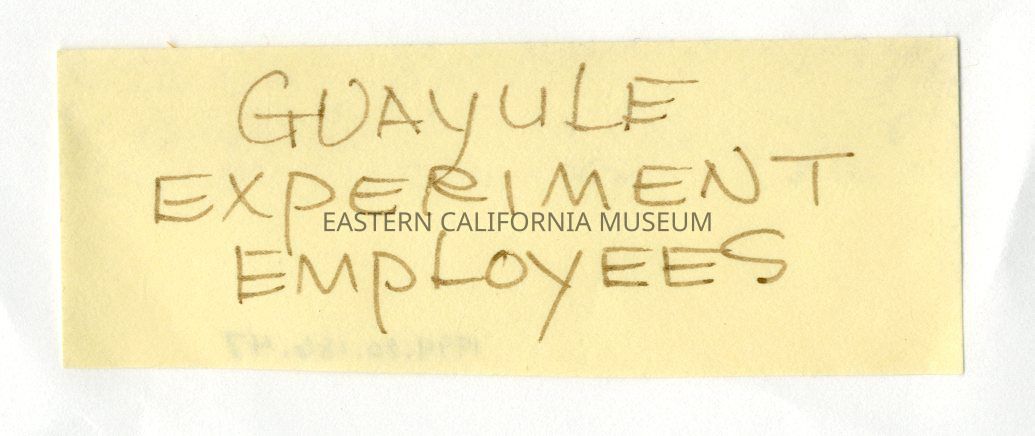 GUAYULE
EXPERIMENT
EASTERN CALIFORNIA MUSEUM
EMPLOYEES